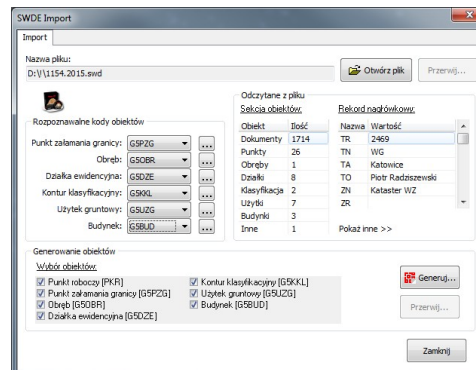 SWDE Import
Import
Nazwa pliku:
D:\!\1154.2015.swd
Otwórz plik
Przerwij...
Rozpoznawalne kody obiektów
Punkt załamania granicy: G5PZG ...
Obręb: G5OBR ...
Działka ewidencyjna: G5DZE ...
Kontur klasyfikacyjny: G5KKL ...
Użytek gruntowy: G5UZG ...
Budynek: G5BUD ...
Odczytane z pliku
Sekcja obiektów:
Obiekt Ilość
Dokumenty 1714
Punkty 26
Obręby 1
Działki 8
Klasyfikacja 2
Użytki 7
Budynki 3
Inne 1
Rekord nagłówkowy:
Nazwa Wartość
TR 2469
TN WG
TA Katowice
TO Piotr Radziszewski
ZN Kataster WZ
ZR
Pokaż inne >>
Generowanie obiektów
Wybór obiektów:
Punkt roboczy [PKR]
Punkt załamania granicy [G5PZG]
Obręb [G5OBR]
Działka ewidencyjna [G5DZE]
Kontur klasyfikacyjny [G5KKL]
Użytek gruntowy [G5UZG]
Budynek [G5BUD]
Generuj...
Przerwij...
Zamknij